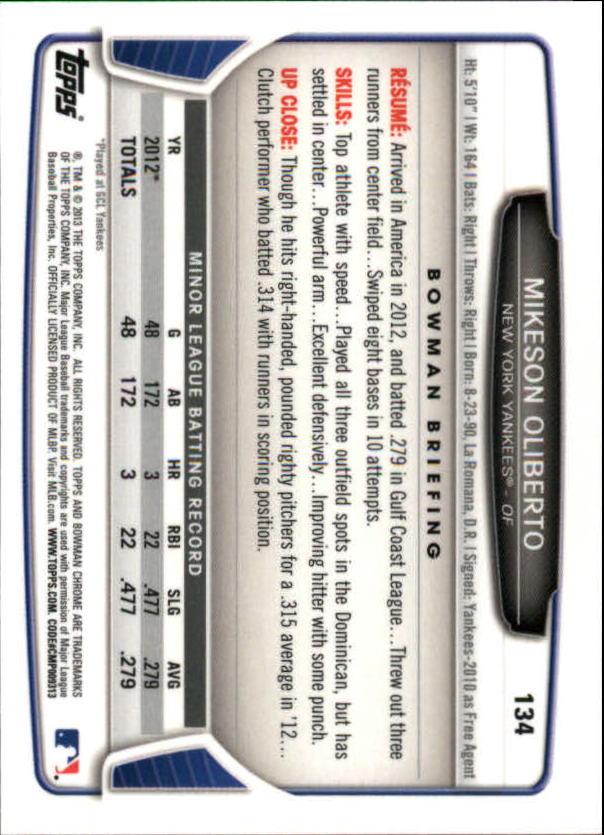 134
MIKESON OLIBERTO
NEW YORK YANKEES® - OF
Ht: 5'10" | Wt: 164 | Bats: Right | Throws: Right | Born: 8-23-90, La Romana, D.R. | Signed: Yankees-2010 as Free Agent
BOWMAN BRIEFING
RÉSUMÉ: Arrived in America in 2012, and batted .279 in Gulf Coast League...Threw out three
runners from center field...Swiped eight bases in 10 attempts.
SKILLS: Top athlete with speed...Played all three outfield spots in the Dominican, but has
settled in center...Powerful arm...Excellent defensively...Improving hitter with some punch.
UP CLOSE: Though he hits right-handed, pounded righty pitchers for a .315 average in '12...
Clutch performer who batted .314 with runners in scoring position.
MINOR LEAGUE BATTING RECORD
YR G AB HR RBI SLG AVG
2012* 48 172 3 22 .477 .279
TOTALS 48 172 3 22 .477 .279
*Played at GCL Yankees
®, TM & © 2013 THE TOPPS COMPANY, INC. ALL RIGHTS RESERVED. TOPPS AND BOWMAN CHROME ARE TRADEMARKS
OF THE TOPPS COMPANY, INC. Major League Baseball trademarks and copyrights are used with permission of Major League
Baseball Properties, Inc. OFFICIALLY LICENSED PRODUCT OF MLBP. Visit MLB.com. WWW.TOPPS.COM. CODE#CMP009313
Topps®